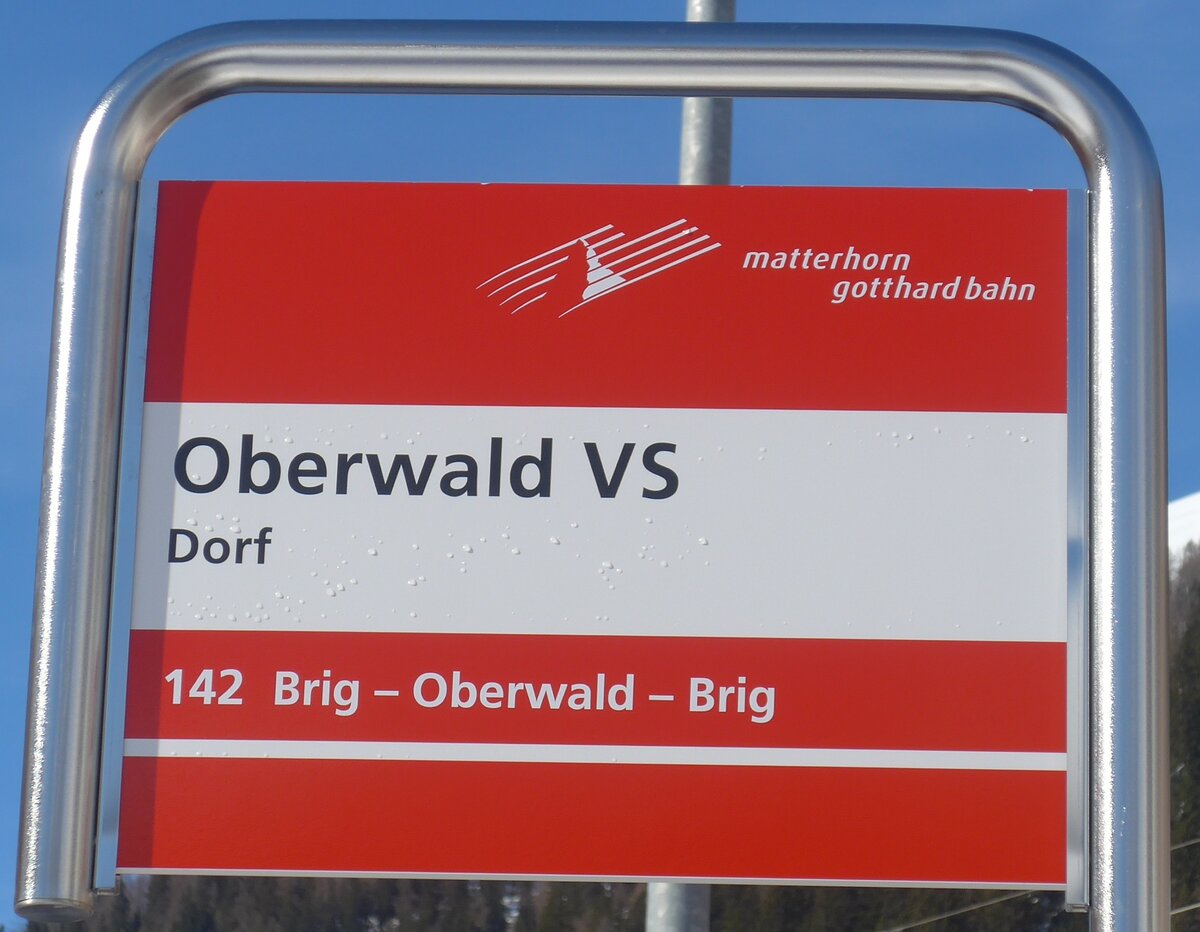 matterhorn
gotthard bahn
Oberwald VS
Dorf
142 Brig – Oberwald – Brig